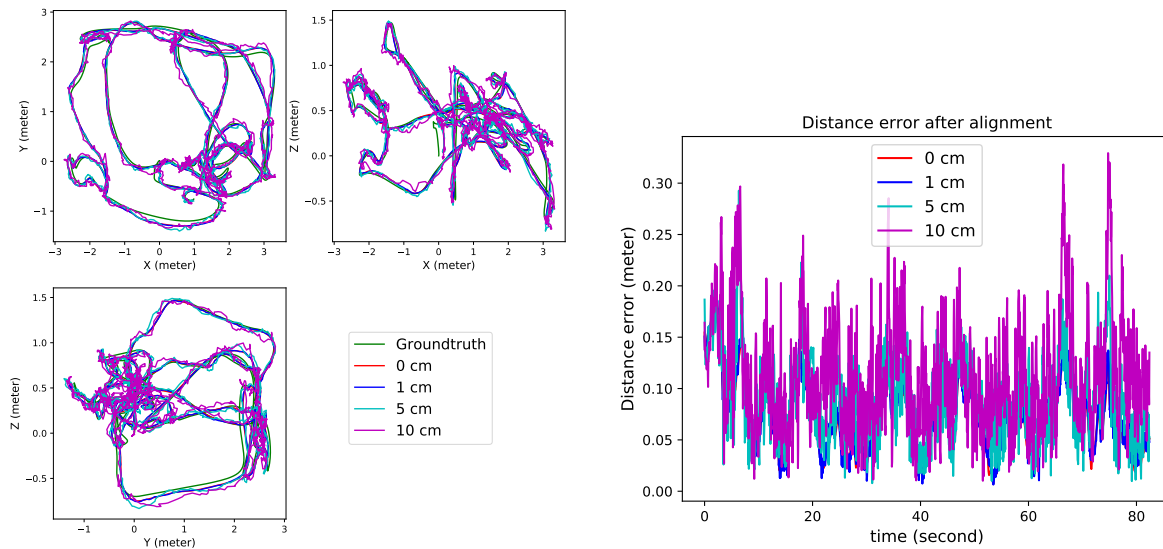 3
2
1
0
−1
Y (meter)
−3 −2 −1 0 1 2 3
X (meter)
1.5
1.0
0.5
0.0
−0.5
Z (meter)
−3 −2 −1 0 1 2 3
X (meter)
1.5
1.0
0.5
0.0
−0.5
Z (meter)
−1 0 1 2 3
Y (meter)
Groundtruth
0 cm
1 cm
5 cm
10 cm
Distance error after alignment
0 cm
1 cm
5 cm
10 cm
0.30
0.25
0.20
0.15
0.10
0.05
0.00
Distance error (meter)
0 20 40 60 80
time (second)